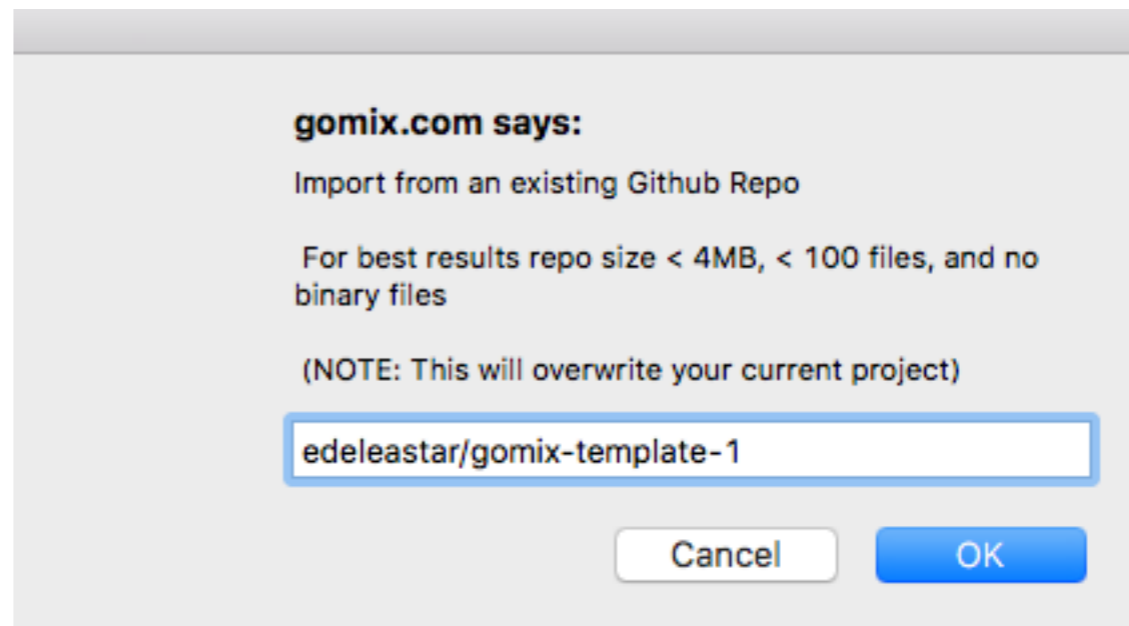 gomix.com says:
Import from an existing Github Repo
For best results repo size < 4MB, < 100 files, and no
binary files
(NOTE: This will overwrite your current project)
edeleastar/gomix-template-1
Cancel OK